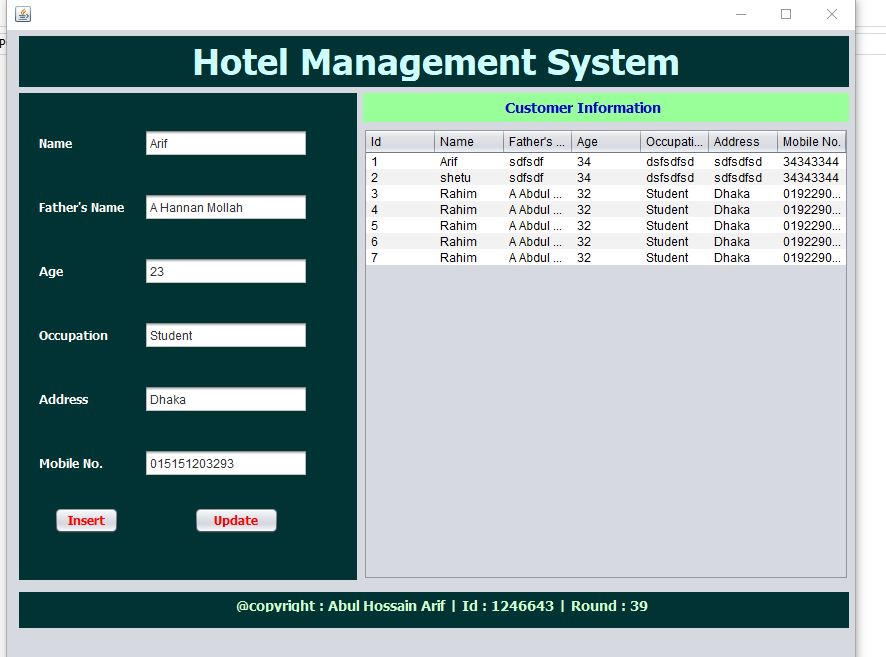 Hotel Management System
Name Arif
Father's Name A Hannan Mollah
Age 23
Occupation Student
Address Dhaka
Mobile No. 015151203293
Insert Update
Customer Information
Id Name Father's ... Age Occupati... Address Mobile No.
1 Arif sdfsdf 34 dsfsdfsd sdfsdfsd 34343344
2 shetu sdfsdf 34 dsfsdfsd sdfsdfsd 34343344
3 Rahim A Abdul ... 32 Student Dhaka 0192290...
4 Rahim A Abdul ... 32 Student Dhaka 0192290...
5 Rahim A Abdul ... 32 Student Dhaka 0192290...
6 Rahim A Abdul ... 32 Student Dhaka 0192290...
7 Rahim A Abdul ... 32 Student Dhaka 0192290...
@copyright : Abul Hossain Arif | Id : 1246643 | Round : 39